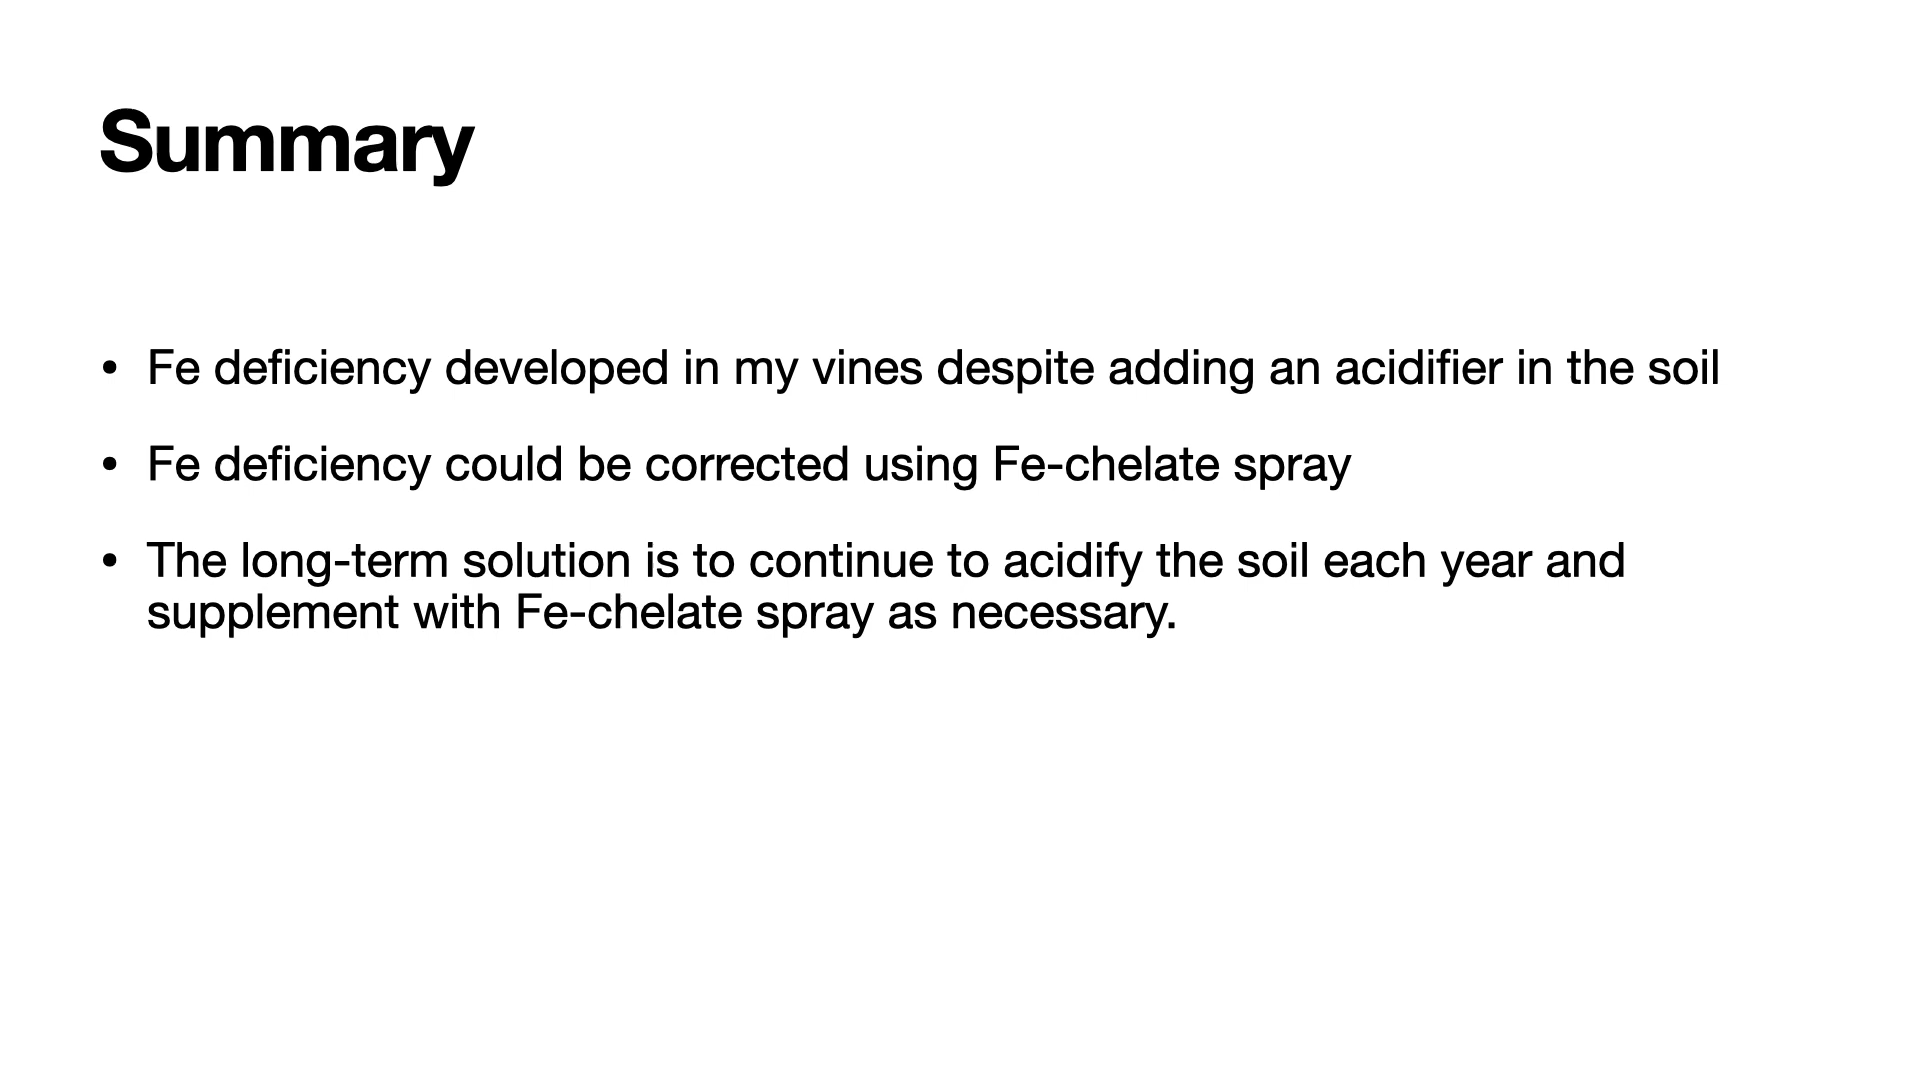 Summary
• Fe deficiency developed in my vines despite adding an acidifier in the soil
• Fe deficiency could be corrected using Fe-chelate spray
• The long-term solution is to continue to acidify the soil each year and
supplement with Fe-chelate spray as necessary.